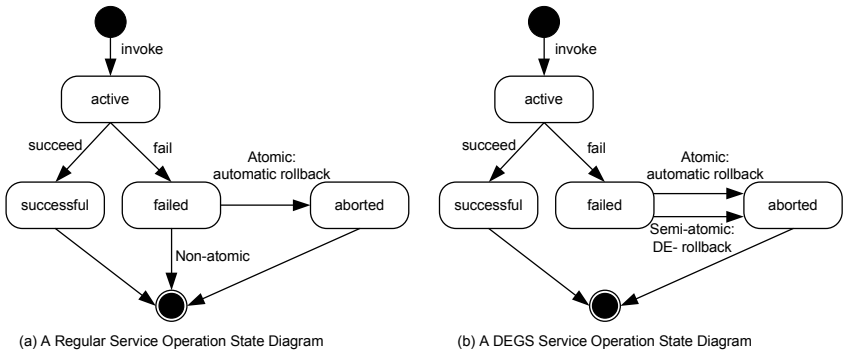 invoke
active
succeed
fail
Atomic:
automatic rollback
successful
failed
aborted
Non-atomic
(a) A Regular Service Operation State Diagram
invoke
active
succeed
fail
Atomic:
automatic rollback
successful
failed
aborted
Semi-atomic:
DE- rollback
(b) A DEGS Service Operation State Diagram